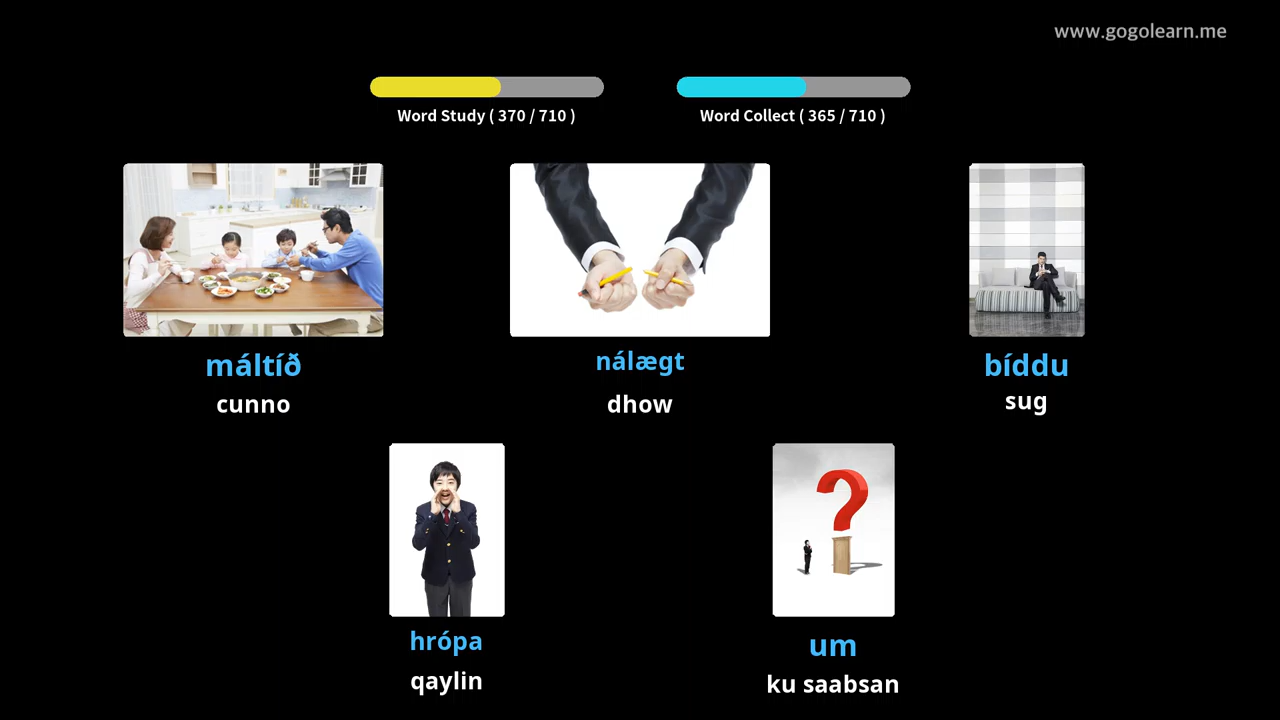 www.gogolearn.me
Word Study ( 370 / 710 )
Word Collect ( 365 / 710 )
máltíð
cunno
nálægt
dhow
bíddu
sug
hrópa
qaylin
um
ku saabsan